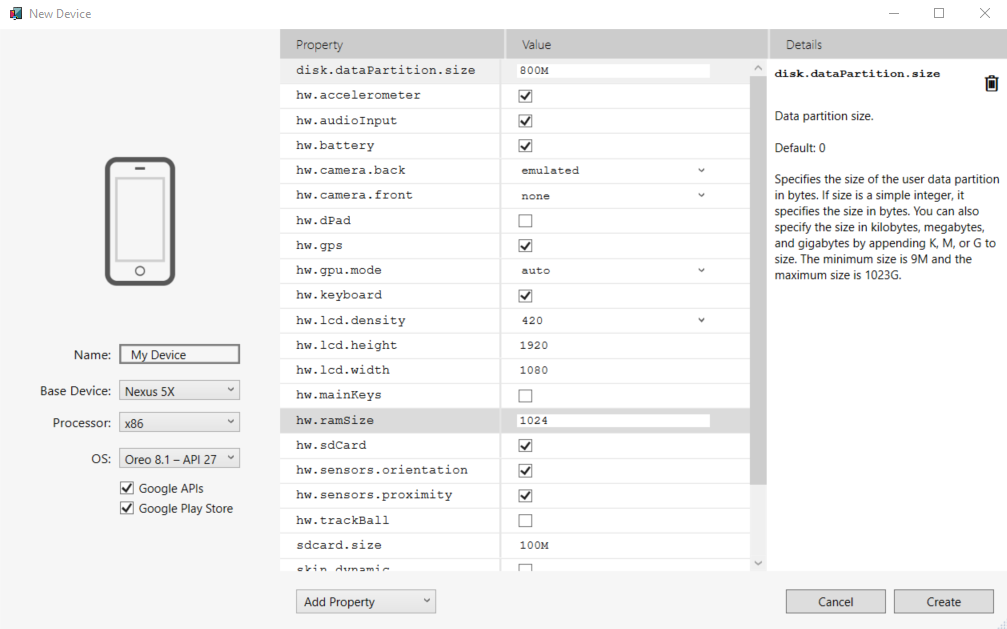 New Device
Property Value Details
disk.dataPartition.size 800M
hw.accelerometer
hw.audioInput
hw.battery
hw.camera.back emulated
hw.camera.front none
hw.dPad
hw.gps
hw.gpu.mode auto
hw.keyboard
hw.lcd.density 420
hw.lcd.height 1920
hw.lcd.width 1080
hw.mainKeys
hw.ramSize 1024
hw.sdCard
hw.sensors.orientation
hw.sensors.proximity
hw.trackBall
sdcard.size 100M
skin.dynamic
Name: My Device
Base Device: Nexus 5X
Processor: x86
OS: Oreo 8.1 – API 27
Google APIs
Google Play Store
disk.dataPartition.size
Data partition size.
Default: 0
Specifies the size of the user data partition
in bytes. If size is a simple integer, it
specifies the size in bytes. You can also
specify the size in kilobytes, megabytes,
and gigabytes by appending K, M, or G to
size. The minimum size is 9M and the
maximum size is 1023G.
Add Property
Cancel
Create